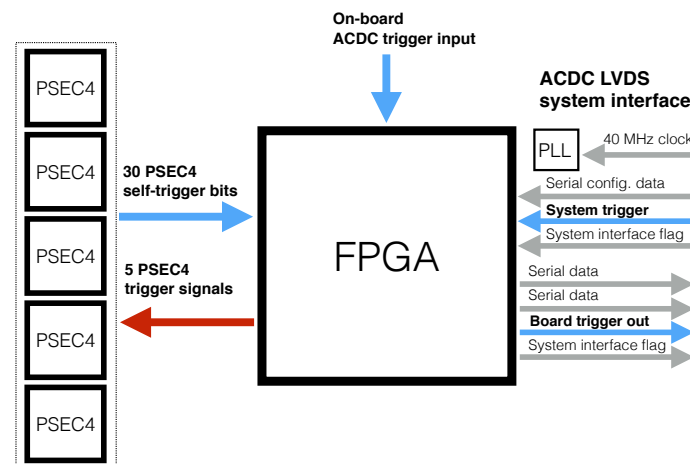 On-board
ACDC trigger input
ACDC LVDS
system interface
PSEC4
PSEC4
PSEC4
PSEC4
PSEC4
30 PSEC4
self-trigger bits
5 PSEC4
trigger signals
FPGA
PLL
40 MHz clock
Serial config. data
System trigger
System interface flag
Serial data
Serial data
Board trigger out
System interface flag